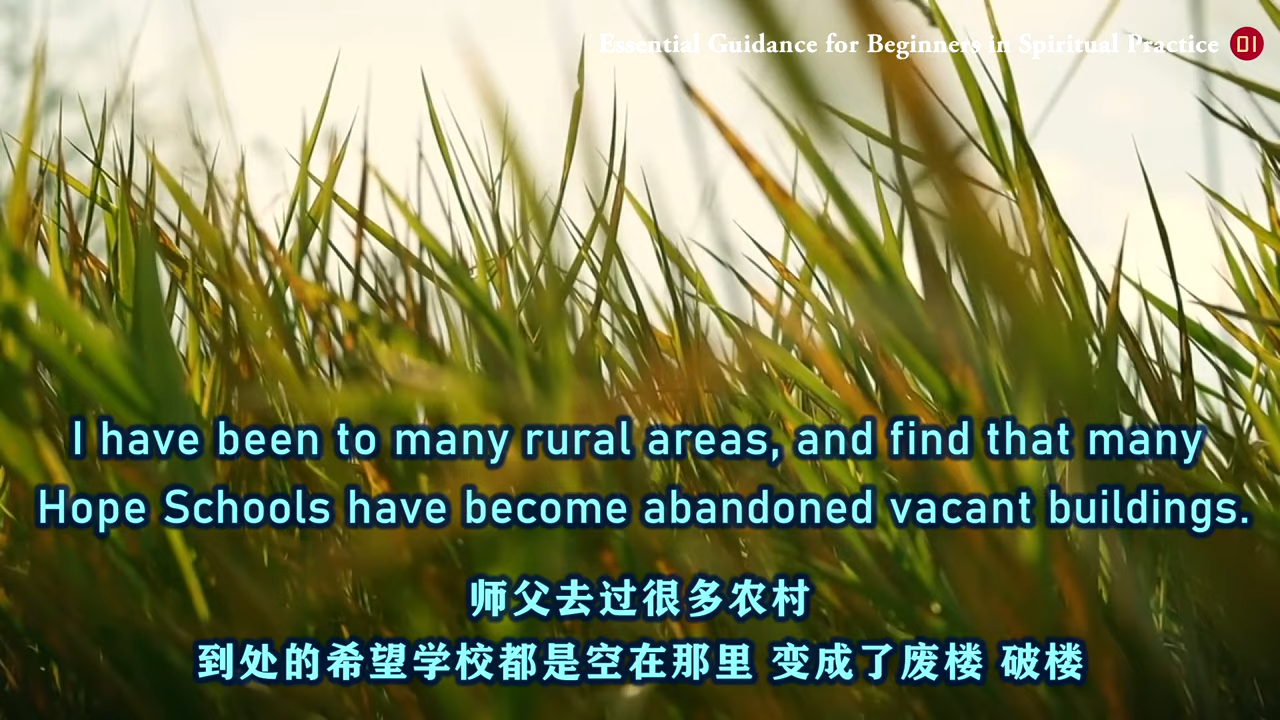 Essential Guidance for Beginners in Spiritual Practice 01
I have been to many rural areas, and find that many
Hope Schools have become abandoned vacant buildings.
师父去过很多农村
到处的希望学校都是空在那里 变成了废楼 破楼